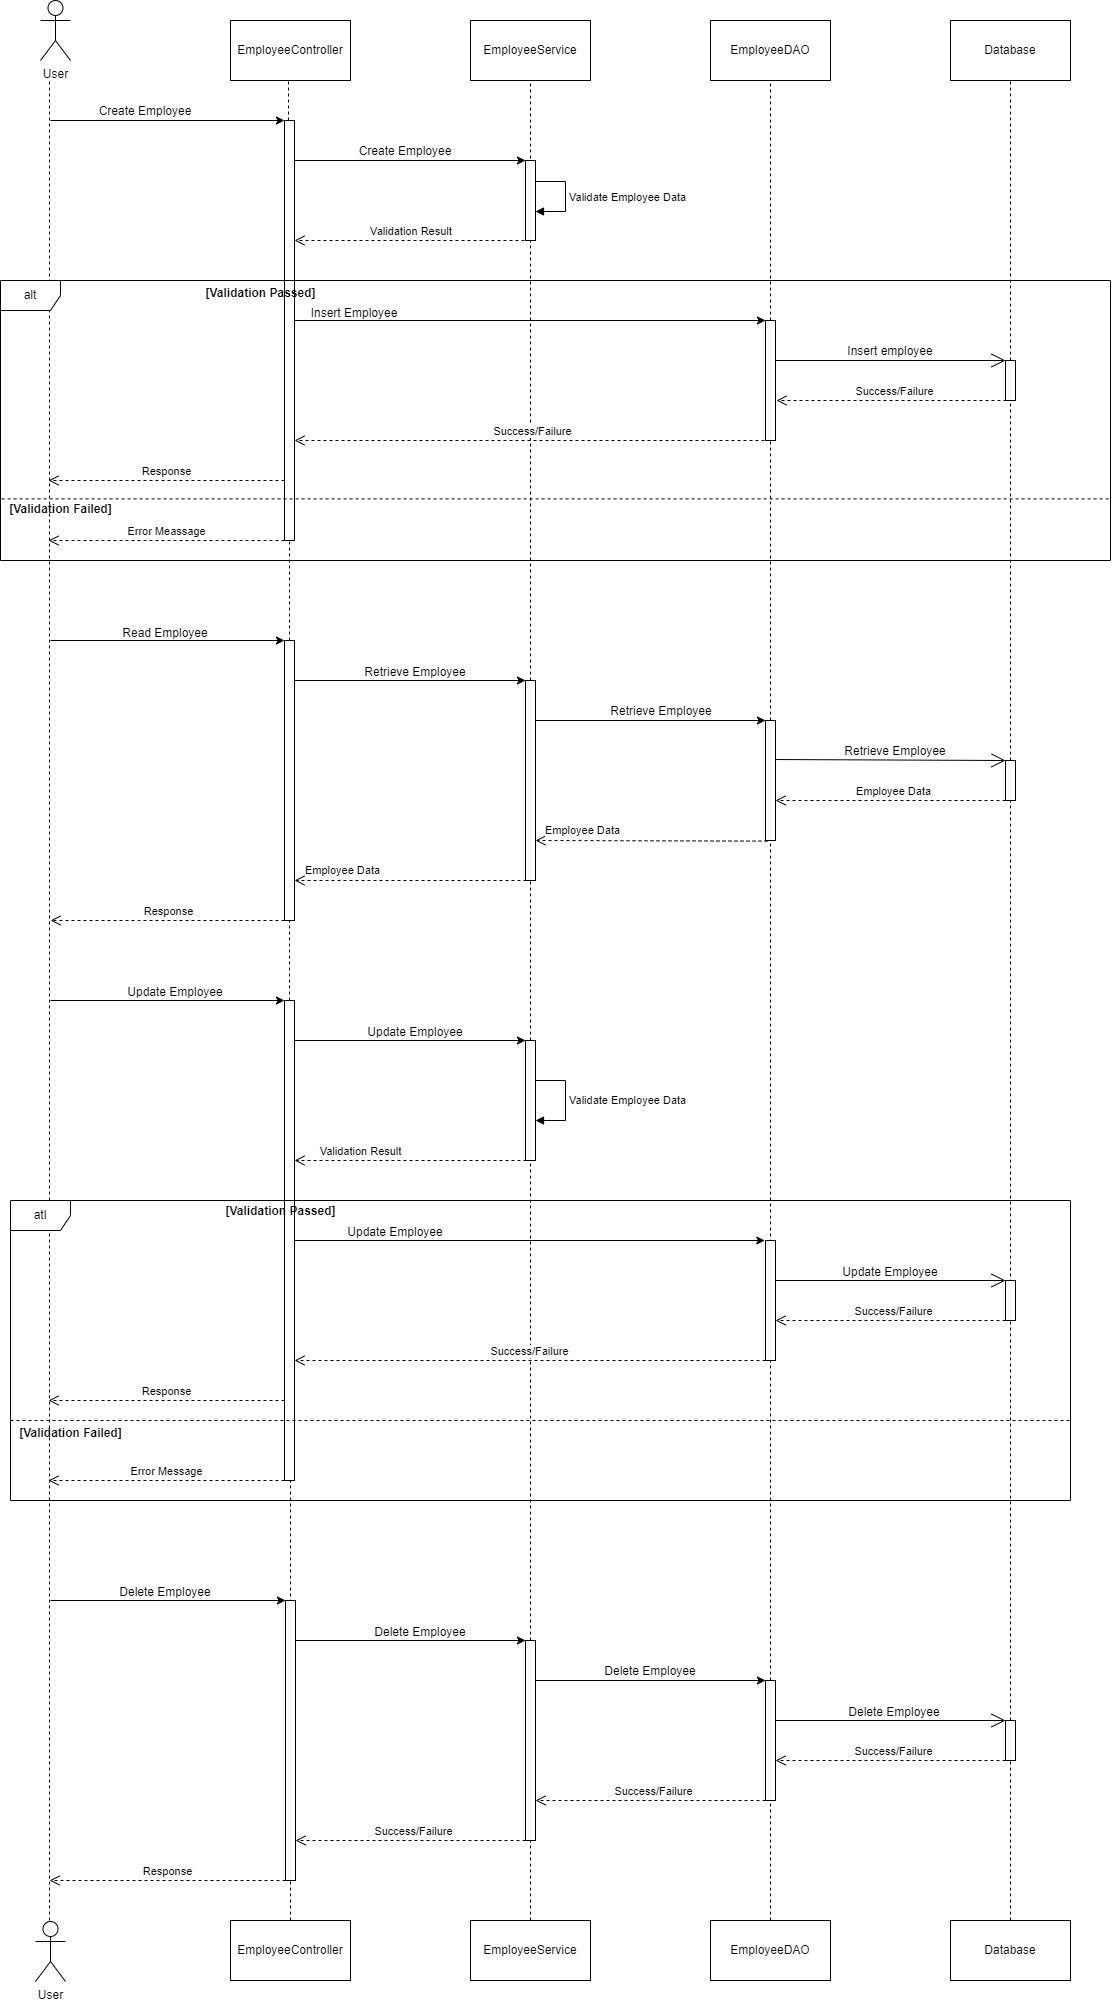 User
EmployeeController
EmployeeService
EmployeeDAO
Database
Create Employee
Create Employee
Validate Employee Data
Validation Result
alt
[Validation Passed]
Insert Employee
Insert employee
Success/Failure
Success/Failure
Response
[Validation Failed]
Error Meassage
Read Employee
Retrieve Employee
Retrieve Employee
Retrieve Employee
Employee Data
Employee Data
Employee Data
Response
Update Employee
Update Employee
Validate Employee Data
Validation Result
atl
[Validation Passed]
Update Employee
Update Employee
Success/Failure
Success/Failure
Response
[Validation Failed]
Error Message
Delete Employee
Delete Employee
Delete Employee
Delete Employee
Success/Failure
Success/Failure
Success/Failure
Response
EmployeeController
EmployeeService
EmployeeDAO
Database
User